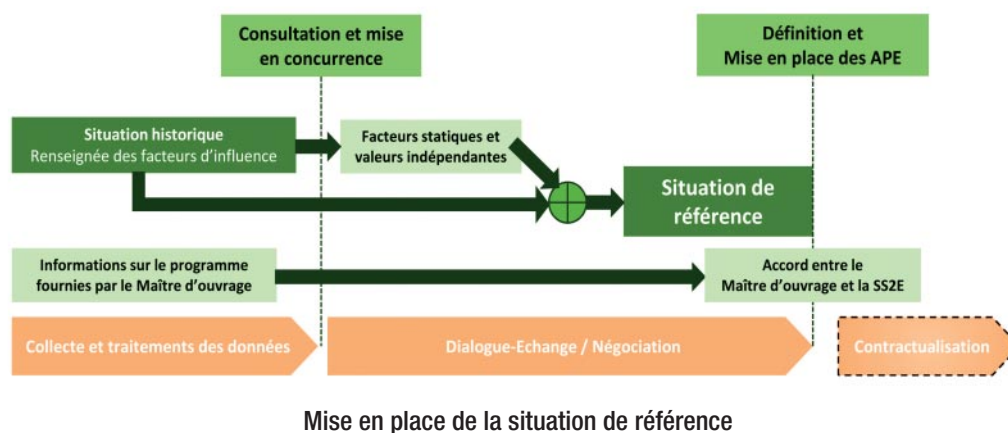 Consultation et mise
en concurrence
Définition et
Mise en place des APE
Situation historique
Renseignée des facteurs d'influence
Facteurs statiques et
valeurs indépendantes
Situation de
référence
Informations sur le programme
fournies par le Maître d'ouvrage
Accord entre le
Maître d'ouvrage et la SS2E
Collecte et traitements des données
Dialogue-Echange / Négociation
Contractualisation
Mise en place de la situation de référence